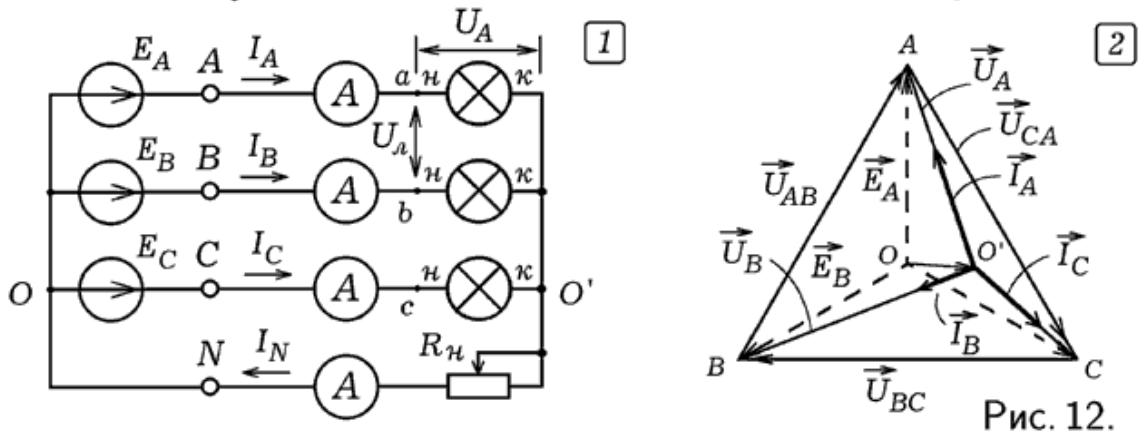 U_A
1
E_A A I_A A a н к
U_л
E_B B I_B A н к
b
E_C C I_C A н к
O c O'
N I_N A R_н
2
A
U_A
U_CA
U_AB E_A I_A
U_B E_B O O' I_C
I_B
B U_BC C
Рис. 12.